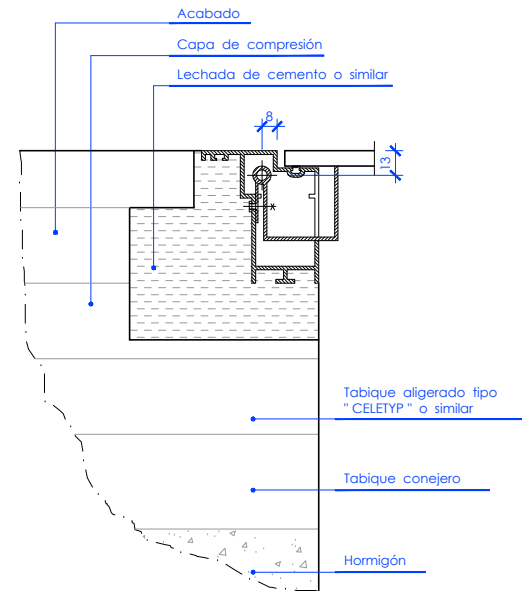 Acabado
Capa de compresión
Lechada de cemento o similar
8
13
Tabique aligerado tipo
" CELETYP " o similar
Tabique conejero
Hormigón